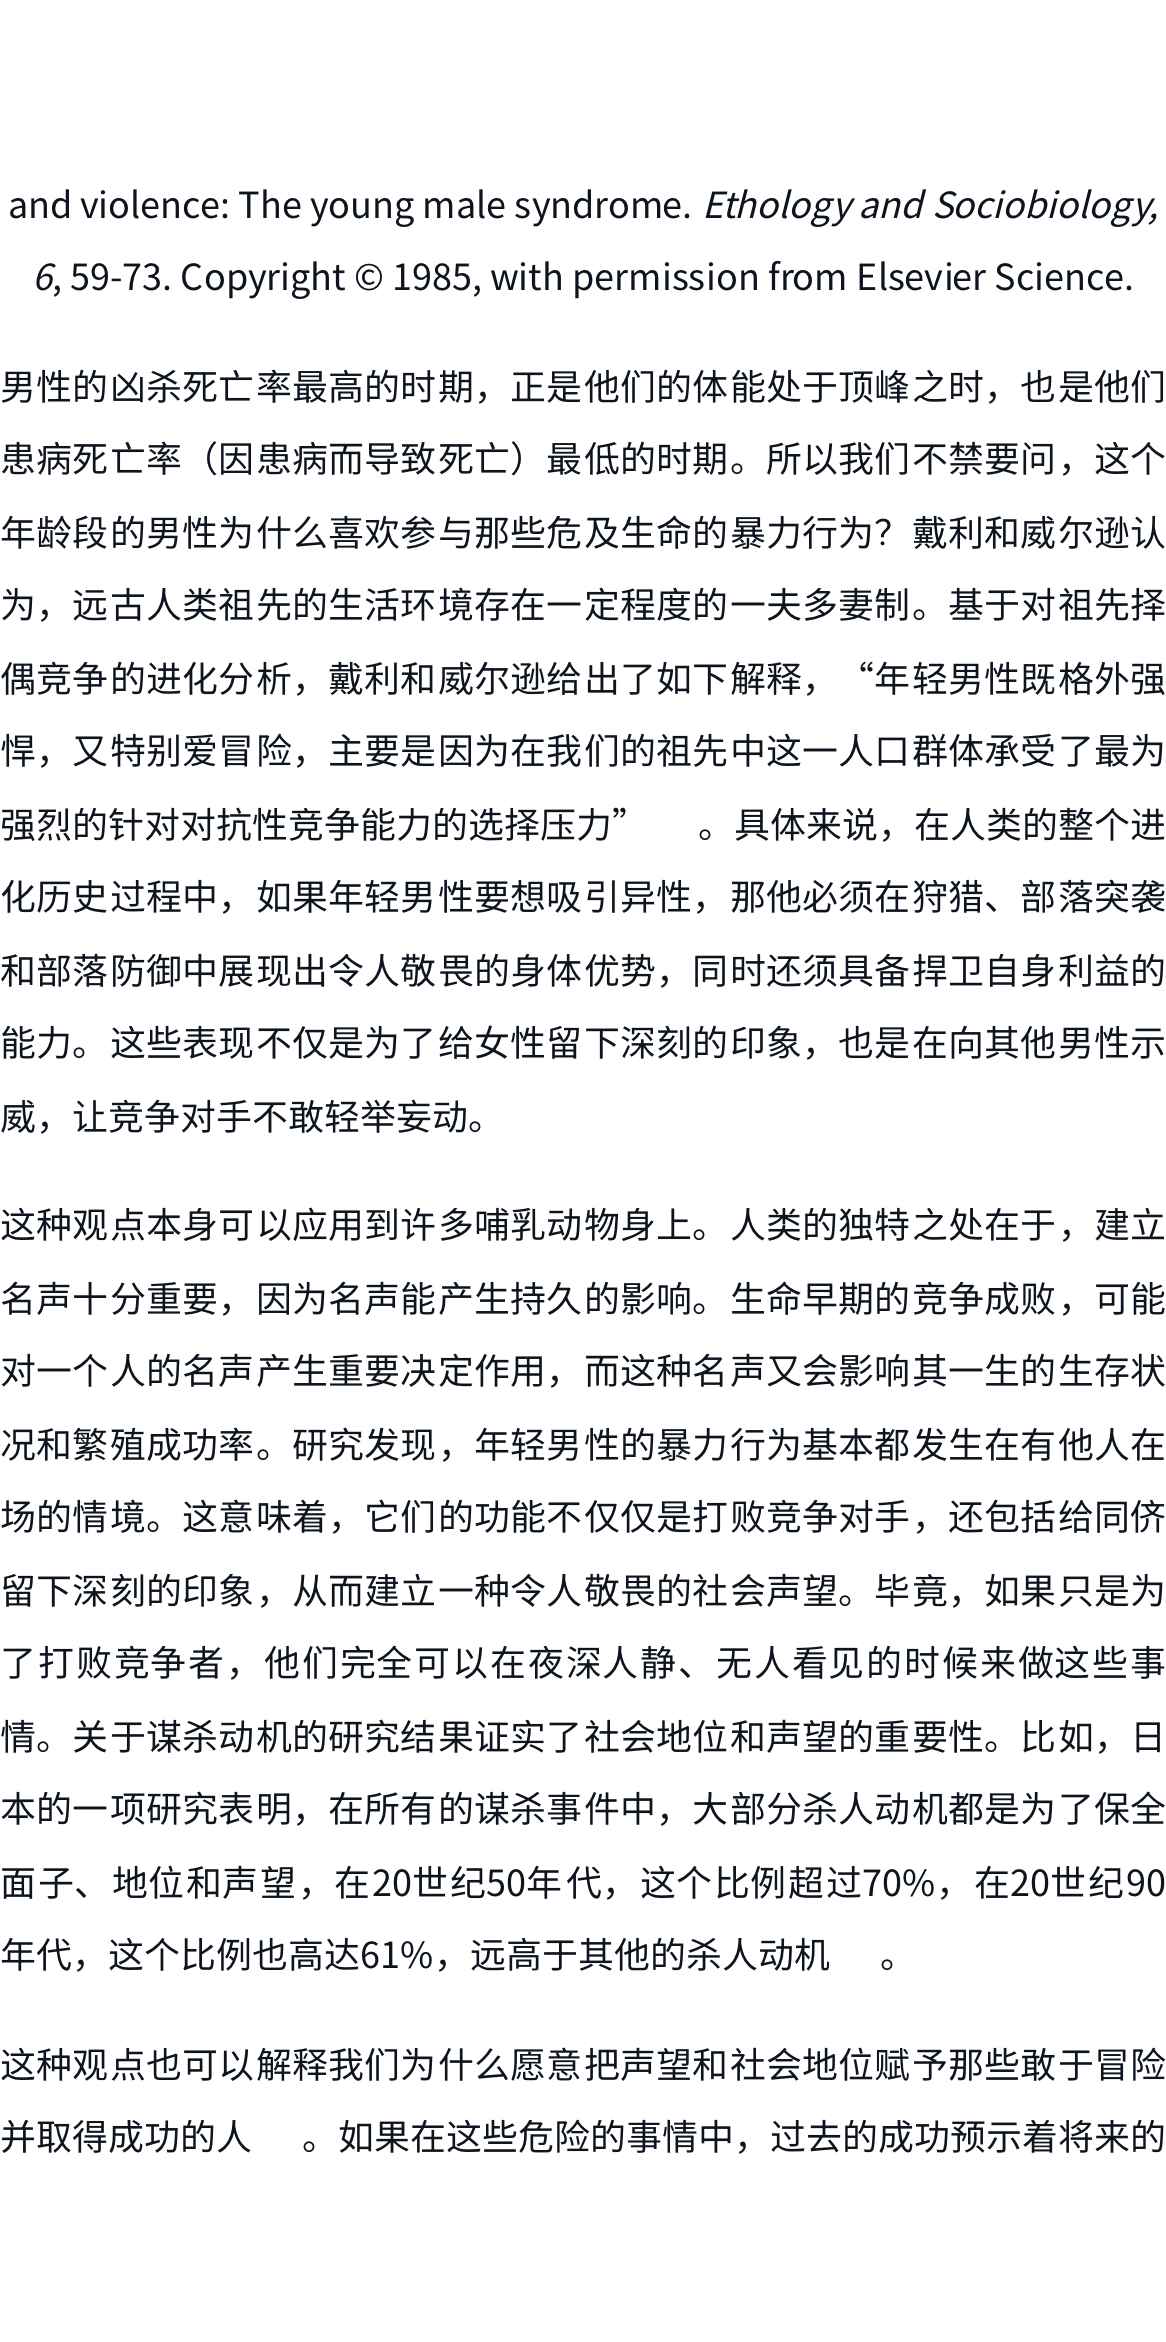 and violence: The young male syndrome. Ethology and Sociobiology,
6, 59-73. Copyright © 1985, with permission from Elsevier Science.
男性的凶杀死亡率最高的时期，正是他们的体能处于顶峰之时，也是他们
患病死亡率（因患病而导致死亡）最低的时期。所以我们不禁要问，这个
年龄段的男性为什么喜欢参与那些危及生命的暴力行为？戴利和威尔逊认
为，远古人类祖先的生活环境存在一定程度的一夫多妻制。基于对祖先择
偶竞争的进化分析，戴利和威尔逊给出了如下解释，“年轻男性既格外强
悍，又特别爱冒险，主要是因为在我们的祖先中这一人口群体承受了最为
强烈的针对对抗性竞争能力的选择压力” 。具体来说，在人类的整个进
化历史过程中，如果年轻男性要想吸引异性，那他必须在狩猎、部落突袭
和部落防御中展现出令人敬畏的身体优势，同时还须具备捍卫自身利益的
能力。这些表现不仅是为了给女性留下深刻的印象，也是在向其他男性示
威，让竞争对手不敢轻举妄动。
这种观点本身可以应用到许多哺乳动物身上。人类的独特之处在于，建立
名声十分重要，因为名声能产生持久的影响。生命早期的竞争成败，可能
对一个人的名声产生重要决定作用，而这种名声又会影响其一生的生存状
况和繁殖成功率。研究发现，年轻男性的暴力行为基本都发生在有他人在
场的情境。这意味着，它们的功能不仅仅是打败竞争对手，还包括给同侪
留下深刻的印象，从而建立一种令人敬畏的社会声望。毕竟，如果只是为
了打败竞争者，他们完全可以在夜深人静、无人看见的时候来做这些事
情。关于谋杀动机的研究结果证实了社会地位和声望的重要性。比如，日
本的一项研究表明，在所有的谋杀事件中，大部分杀人动机都是为了保全
面子、地位和声望，在20世纪50年代，这个比例超过70%，在20世纪90
年代，这个比例也高达61%，远高于其他的杀人动机 。
这种观点也可以解释我们为什么愿意把声望和社会地位赋予那些敢于冒险
并取得成功的人 。如果在这些危险的事情中，过去的成功预示着将来的